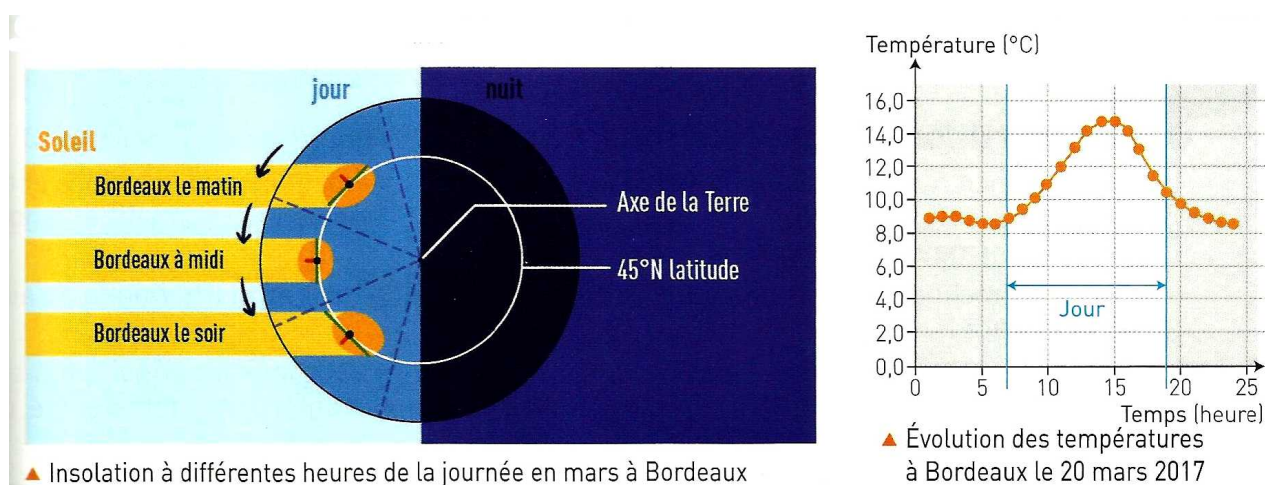 jour
nuit
Soleil
Bordeaux le matin
Bordeaux à midi
Bordeaux le soir
Axe de la Terre
45°N latitude
▲ Insolation à différentes heures de la journée en mars à Bordeaux
Température (°C)
16,0
14,0
12,0
10,0
8,0
6,0
4,0
2,0
0,0
Jour
0 5 10 15 20 25
Temps (heure)
▲ Évolution des températures
à Bordeaux le 20 mars 2017